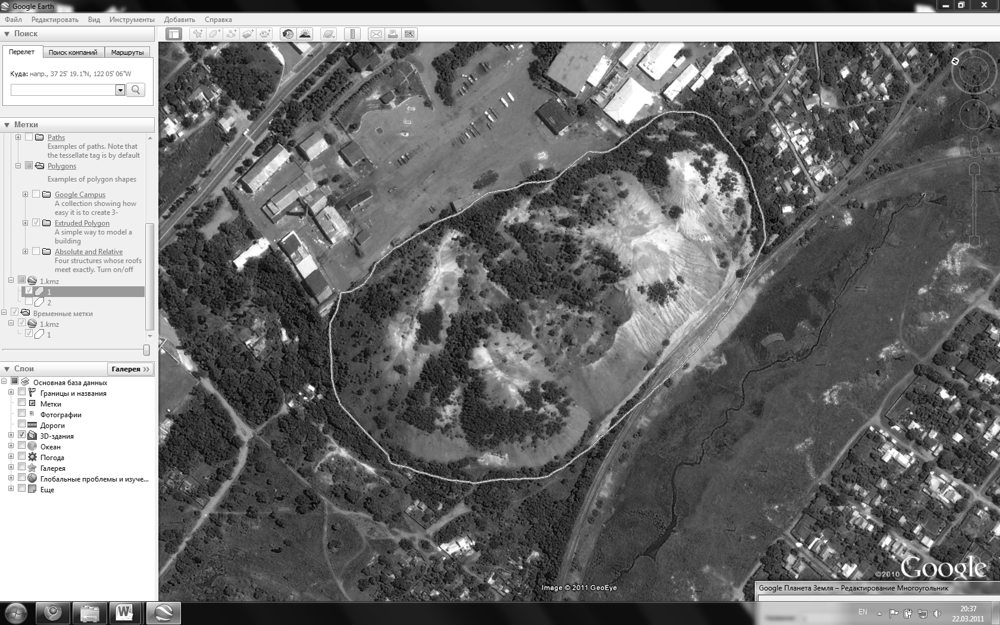 Google Earth
Файл Редактировать Вид Инструменты Добавить Справка
Поиск
Перелет Поиск компаний Маршруты
Куда: напр., 37 25' 19.1"N, 122 05' 06"W
Метки
Paths
Examples of paths. Note that
the tessellate tag is by default
Polygons
Examples of polygon shapes
Google Campus
A collection showing how
easy it is to create 3-
Extruded Polygon
A simple way to model a
building
Absolute and Relative
Four structures whose roofs
meet exactly. Turn on/off
1.kmz
1
2
Временные метки
1.kmz
1
Слои
Галерея >>
Основная база данных
Границы и названия
Метки
Фотографии
Дороги
3D-здания
Океан
Погода
Галерея
Глобальные проблемы и изуче...
Еще
N
©2010 Google
Image © 2011 GeoEye
Google Планета Земля – Редактирование Многоугольник
W
EN
20:37
22.03.2011